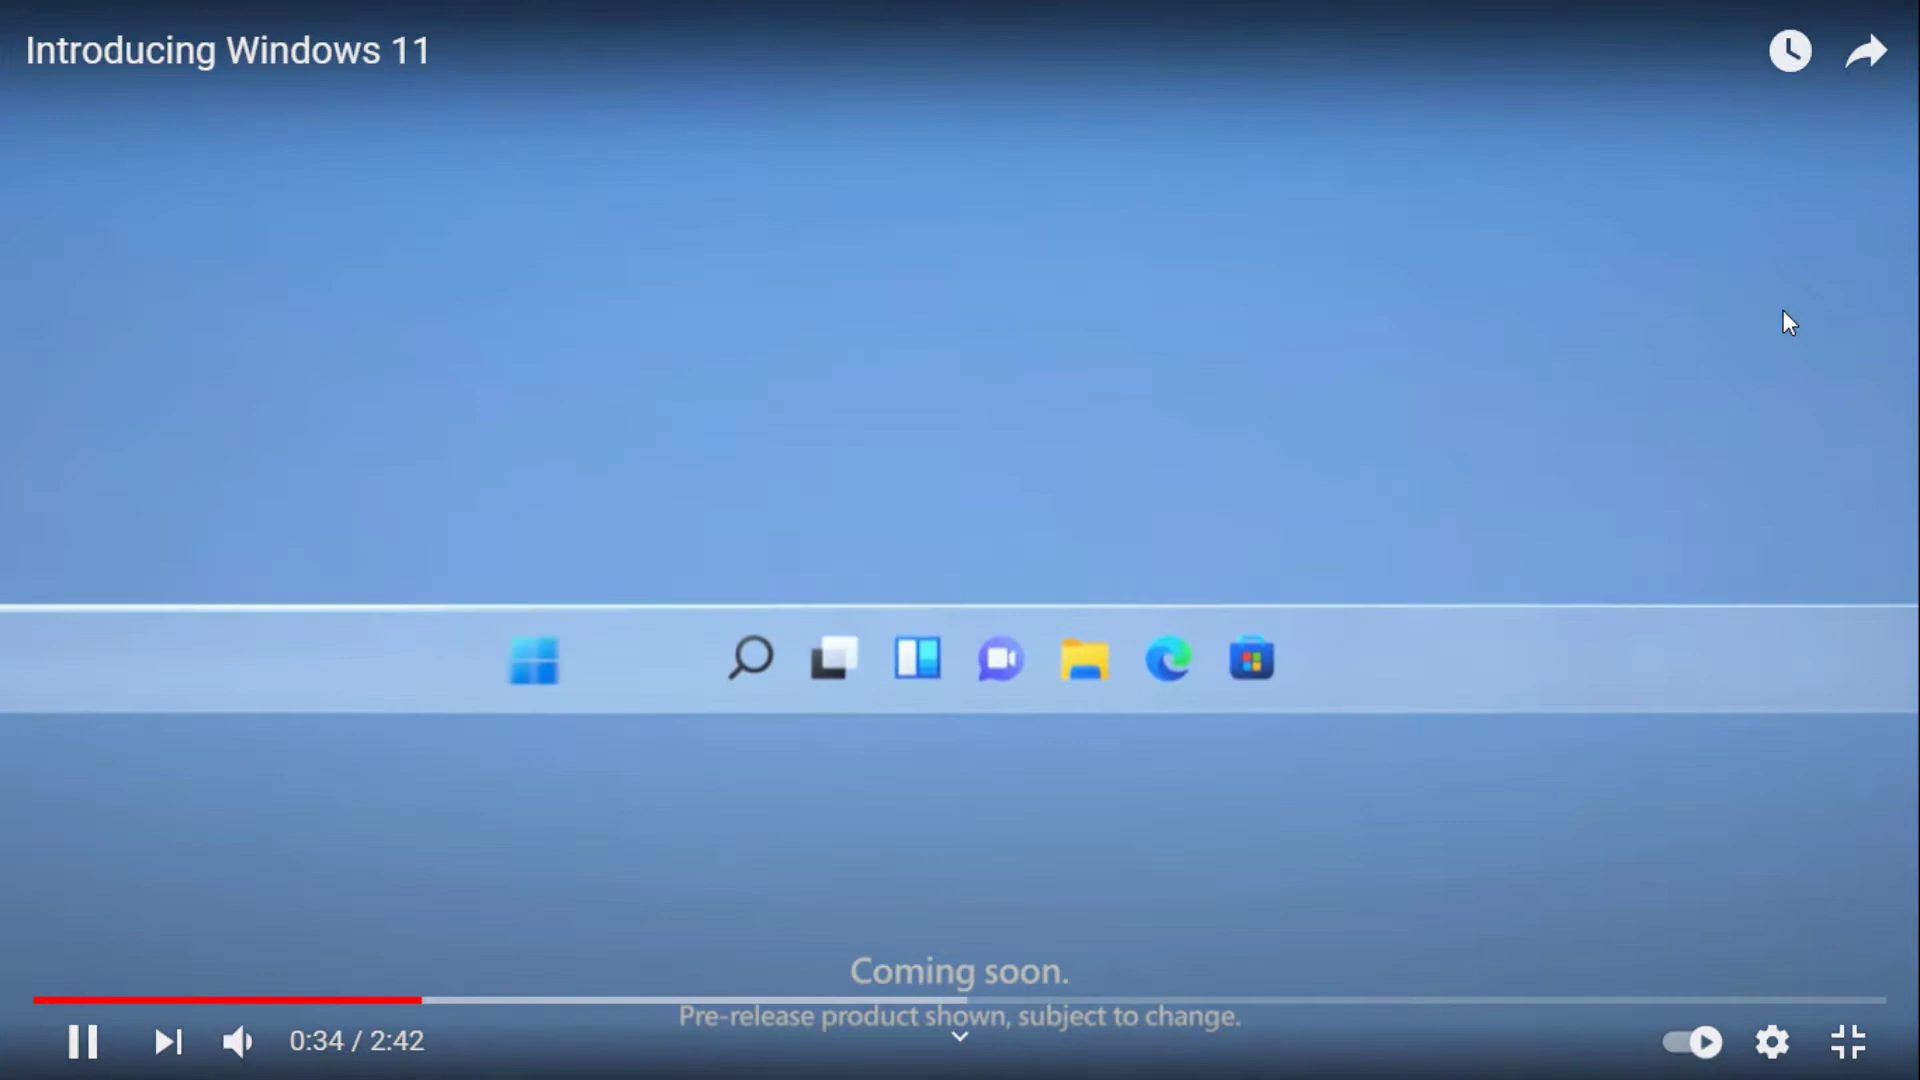 Introducing Windows 11
Coming soon.
Pre-release product shown, subject to change.
0:34 / 2:42